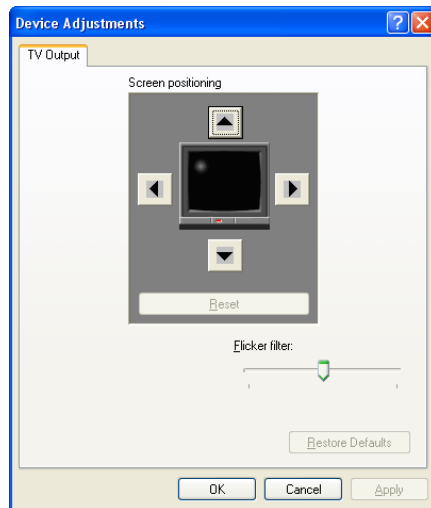 Device Adjustments
TV Output
Screen positioning
Reset
Flicker filter:
Restore Defaults
OK Cancel Apply